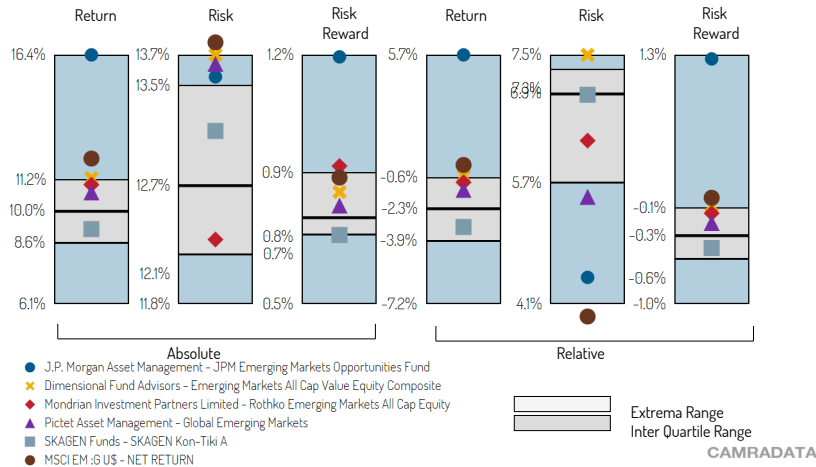 Return
Risk
Risk
Reward
Return
Risk
Risk
Reward
16.4%
11.2%
10.0%
8.6%
6.1%
13.7%
13.5%
12.7%
12.1%
11.8%
1.2%
0.9%
0.8%
0.7%
0.5%
5.7%
-0.6%
-2.3%
-3.9%
-7.2%
7.5%
7.3%
6.9%
5.7%
4.1%
1.3%
-0.1%
-0.3%
-0.6%
-1.0%
Absolute
Relative
J.P. Morgan Asset Management - JPM Emerging Markets Opportunities Fund
Dimensional Fund Advisors - Emerging Markets All Cap Value Equity Composite
Mondrian Investment Partners Limited - Rothko Emerging Markets All Cap Equity
Pictet Asset Management - Global Emerging Markets
SKAGEN Funds - SKAGEN Kon-Tiki A
MSCI EM :G U$ - NET RETURN
Extrema Range
Inter Quartile Range
CAMRADATA